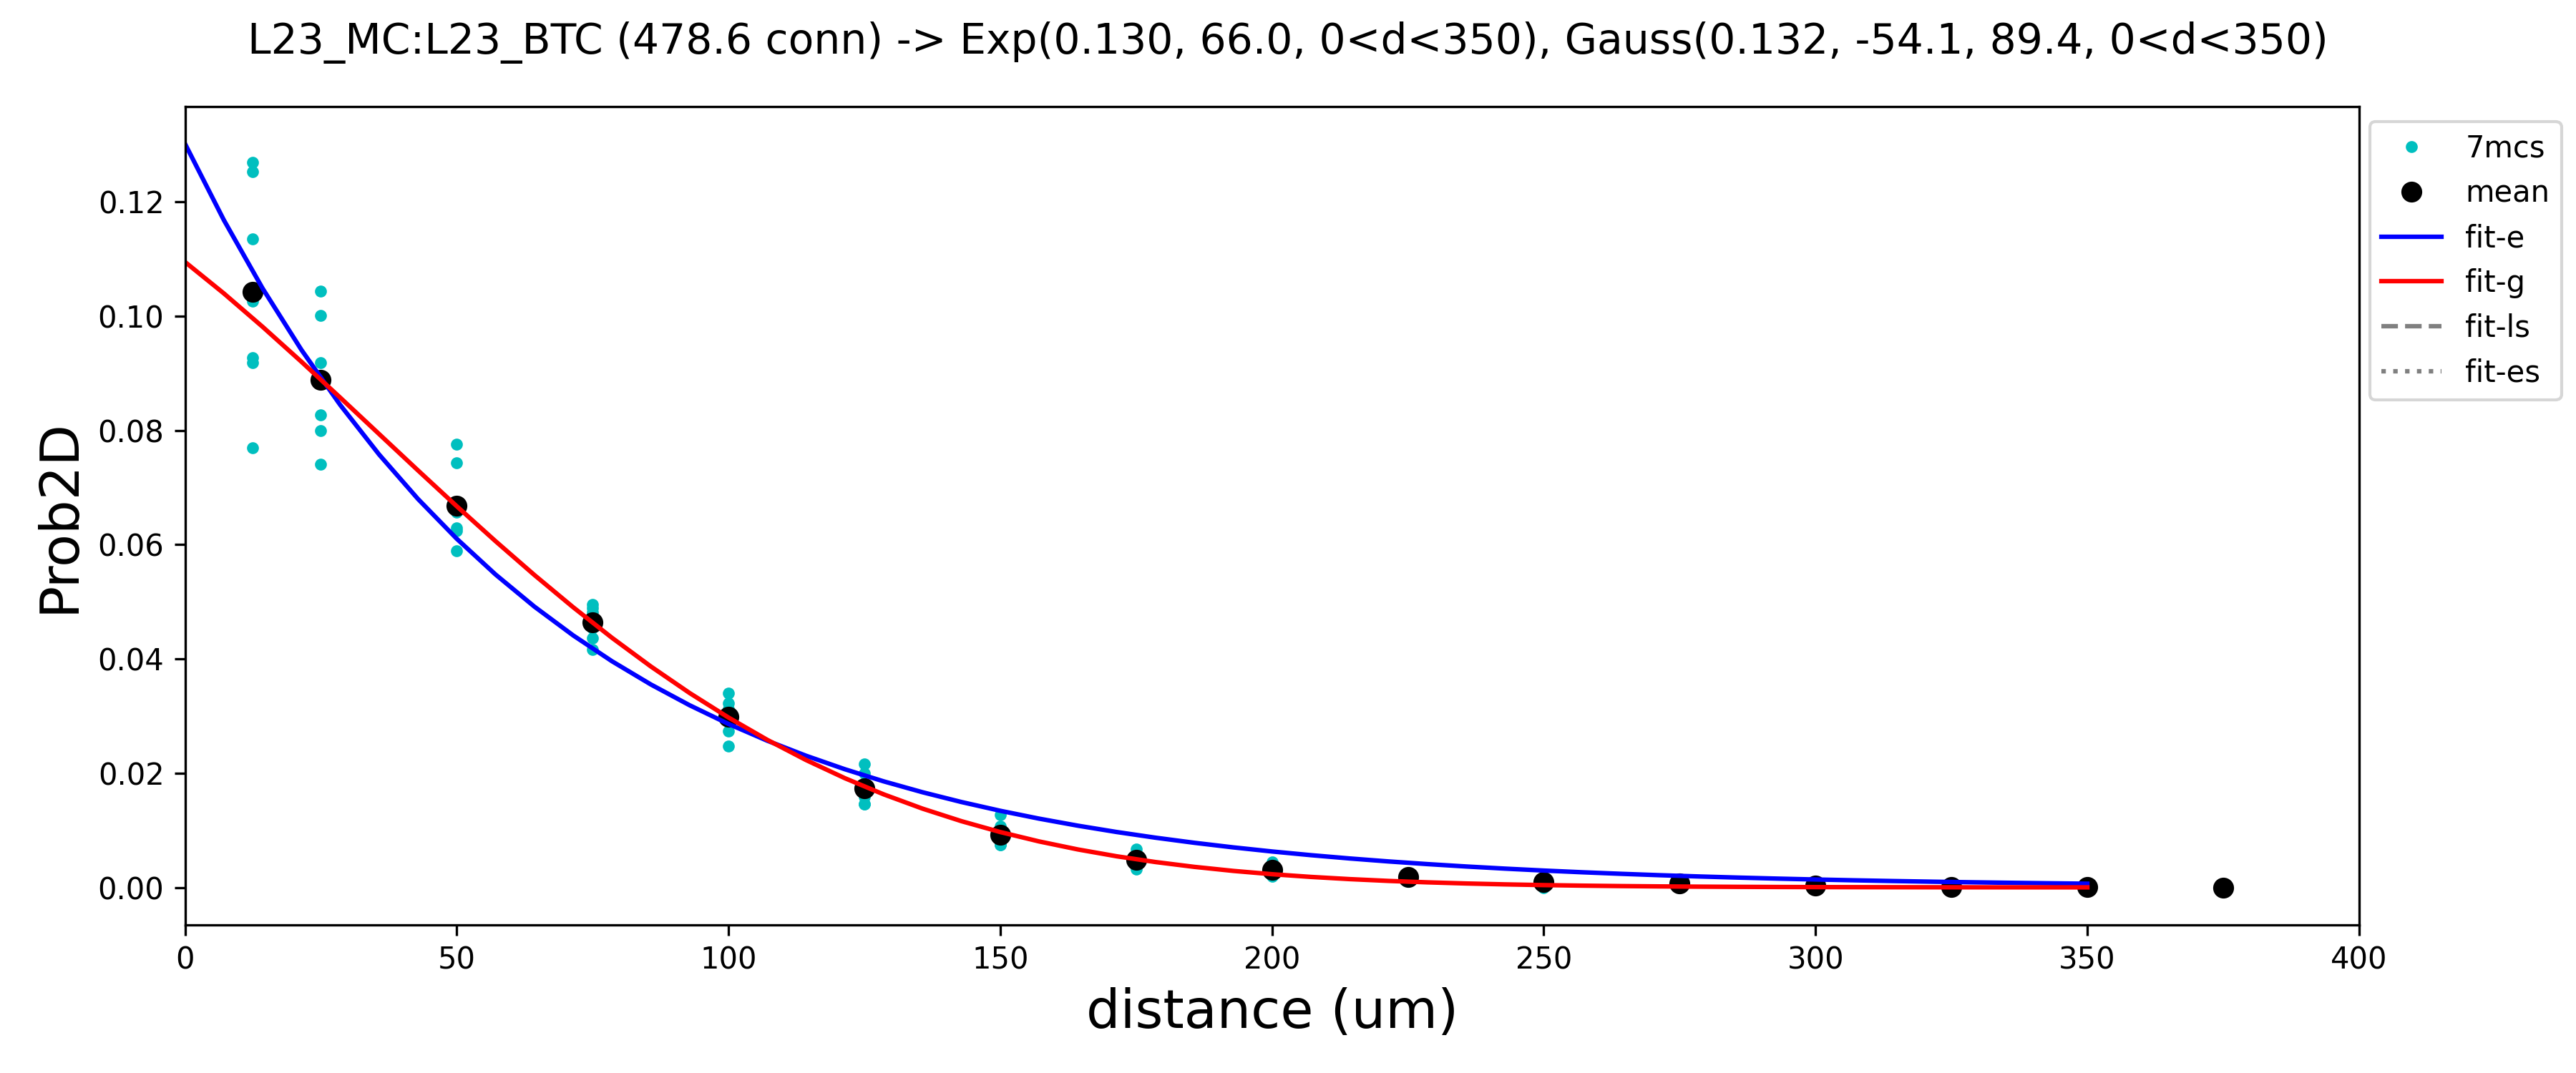 L23_MC:L23_BTC (478.6 conn) -> Exp(0.130, 66.0, 0<d<350), Gauss(0.132, -54.1, 89.4, 0<d<350)
7mcs
mean
fit-e
fit-g
fit-ls
fit-es
Prob2D
0.12
0.10
0.08
0.06
0.04
0.02
0.00
0 50 100 150 200 250 300 350 400
distance (um)